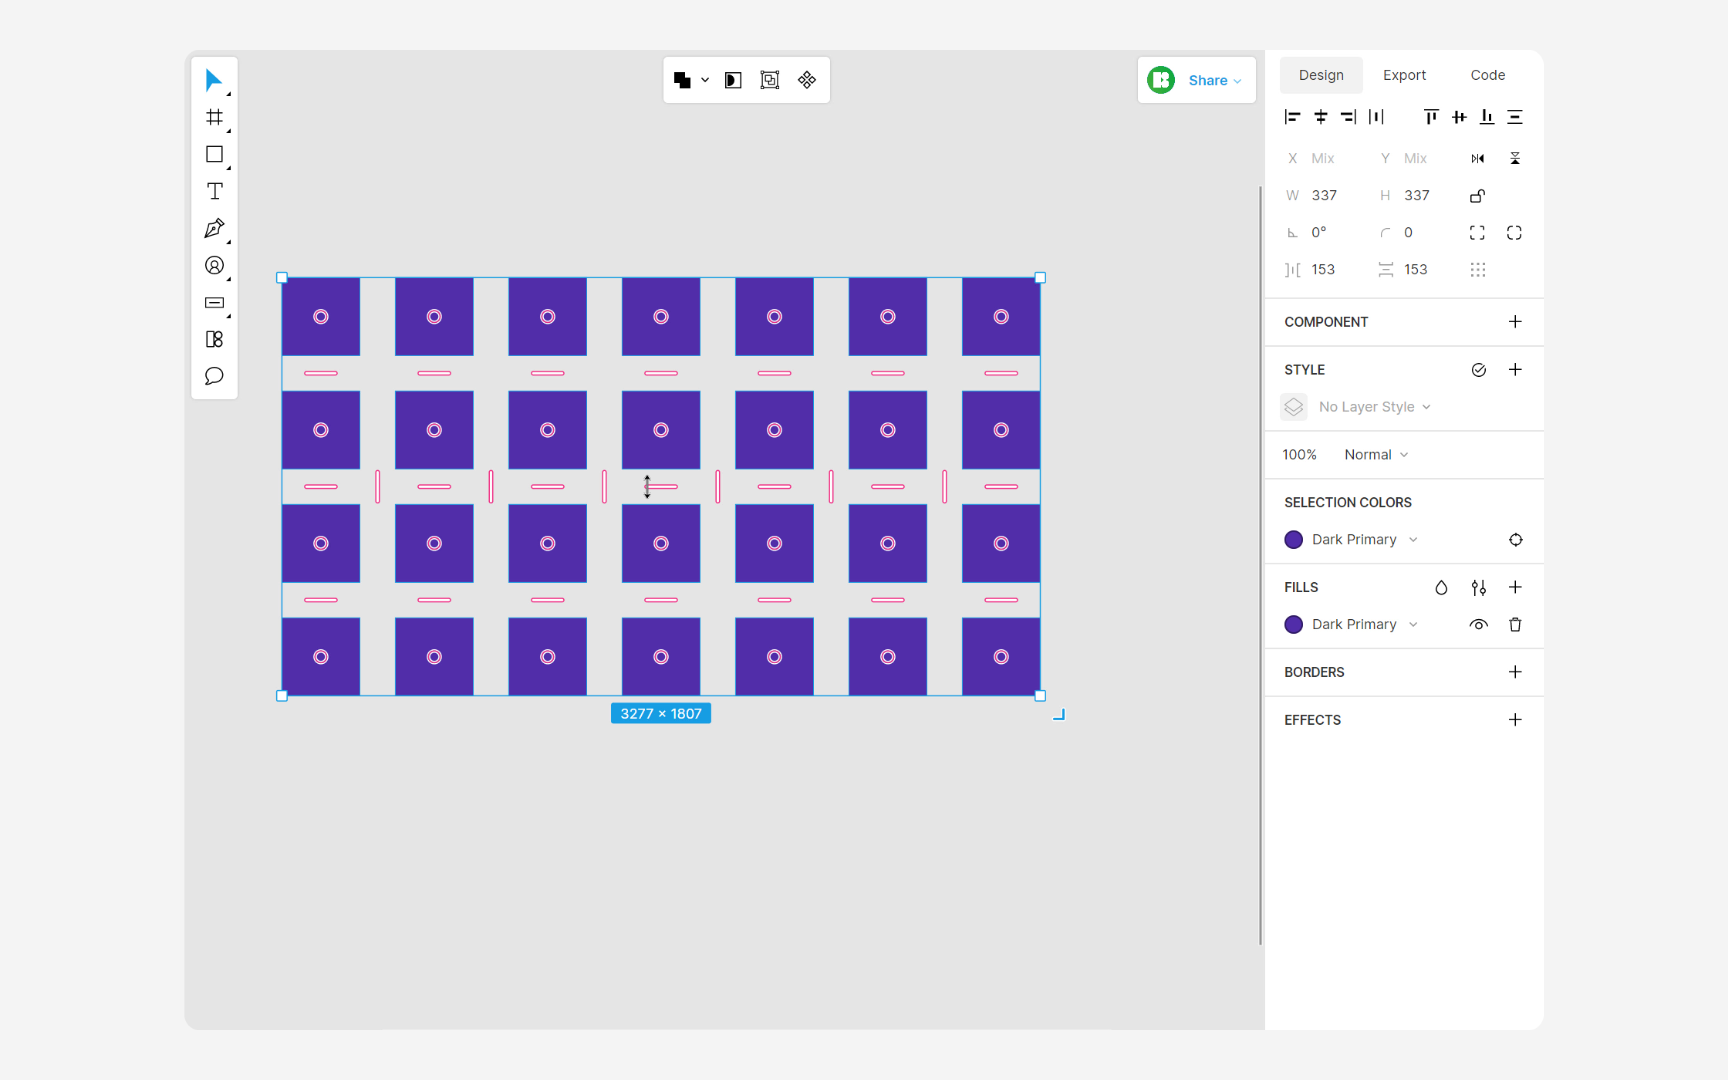 Share
Design Export Code
X Mix Y Mix
W 337 H 337
0° 0
153 153
COMPONENT
STYLE
No Layer Style
100% Normal
SELECTION COLORS
Dark Primary
FILLS
Dark Primary
BORDERS
EFFECTS
3277 × 1807